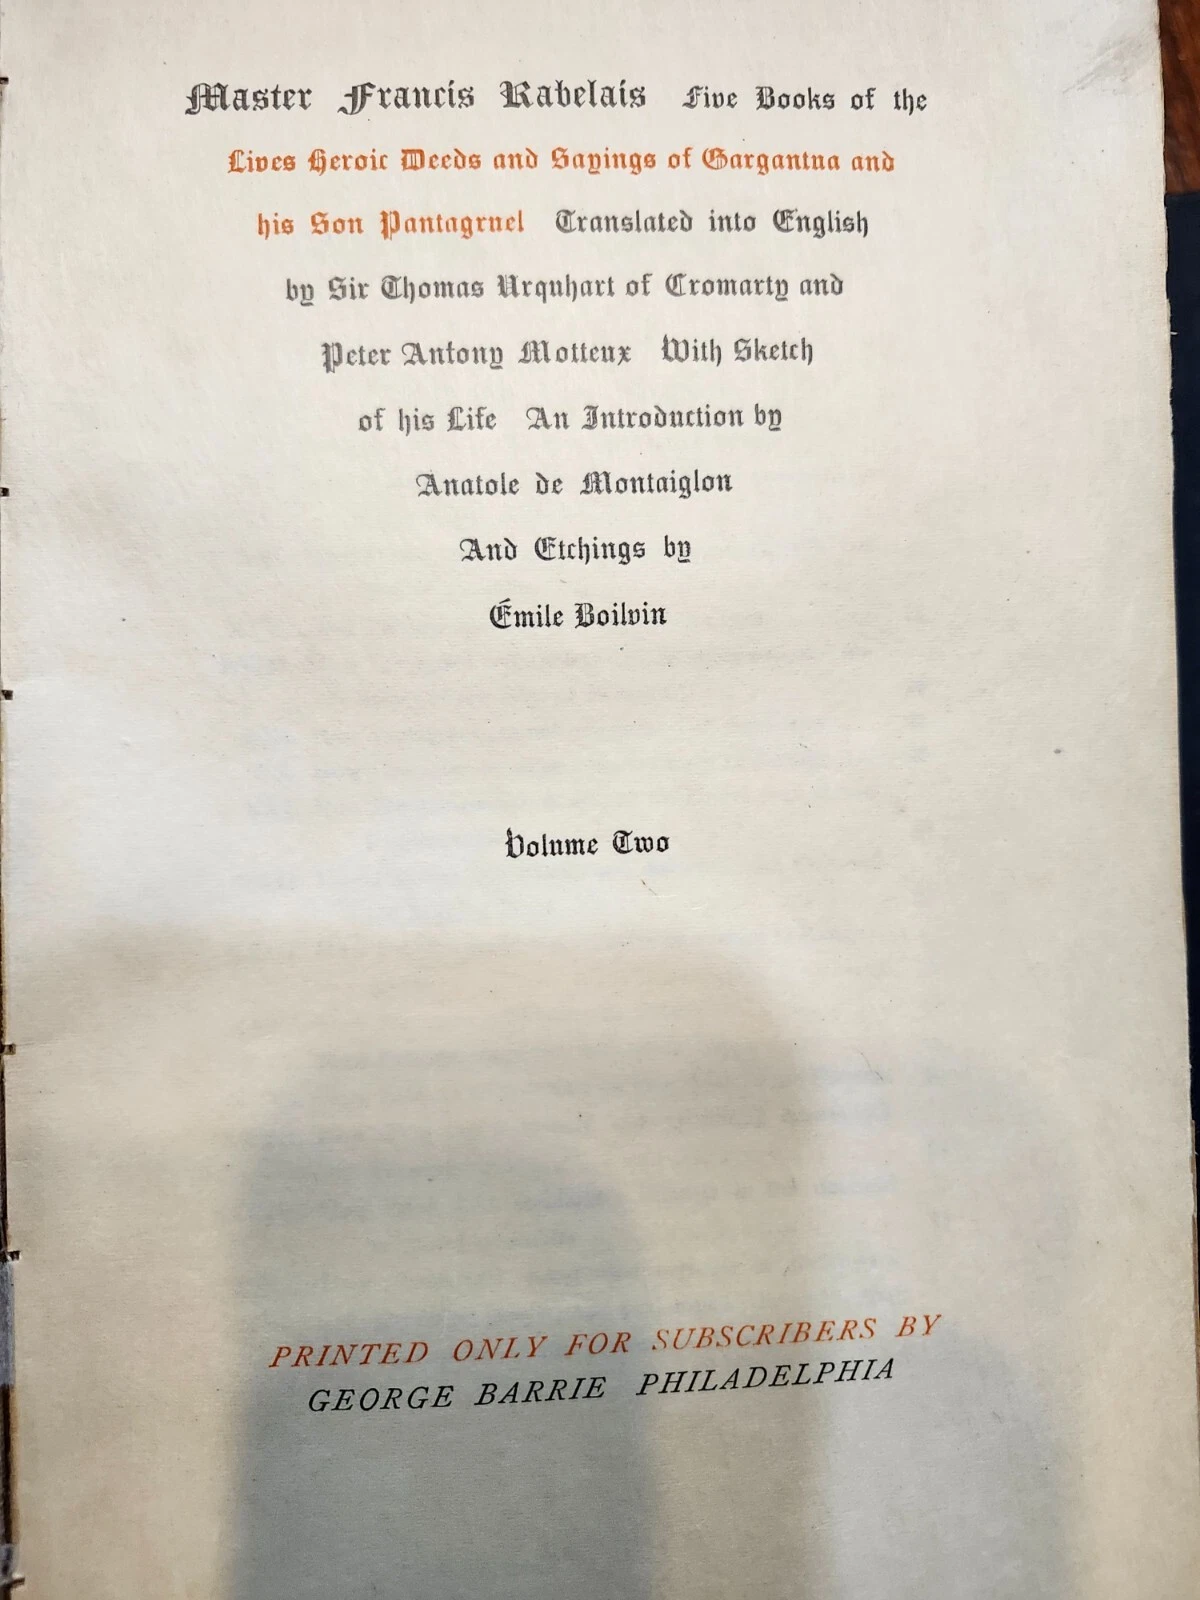 Master Francis Rabelais Five Books of the
Lives Heroic Deeds and Sayings of Gargantua and
his Son Pantagruel Translated into English
by Sir Thomas Urquhart of Cromarty and
Peter Antony Motteux With Sketch
of his Life An Introduction by
Anatole de Montaiglon
And Etchings by
Émile Boilvin
Volume Two
PRINTED ONLY FOR SUBSCRIBERS BY
GEORGE BARRIE PHILADELPHIA